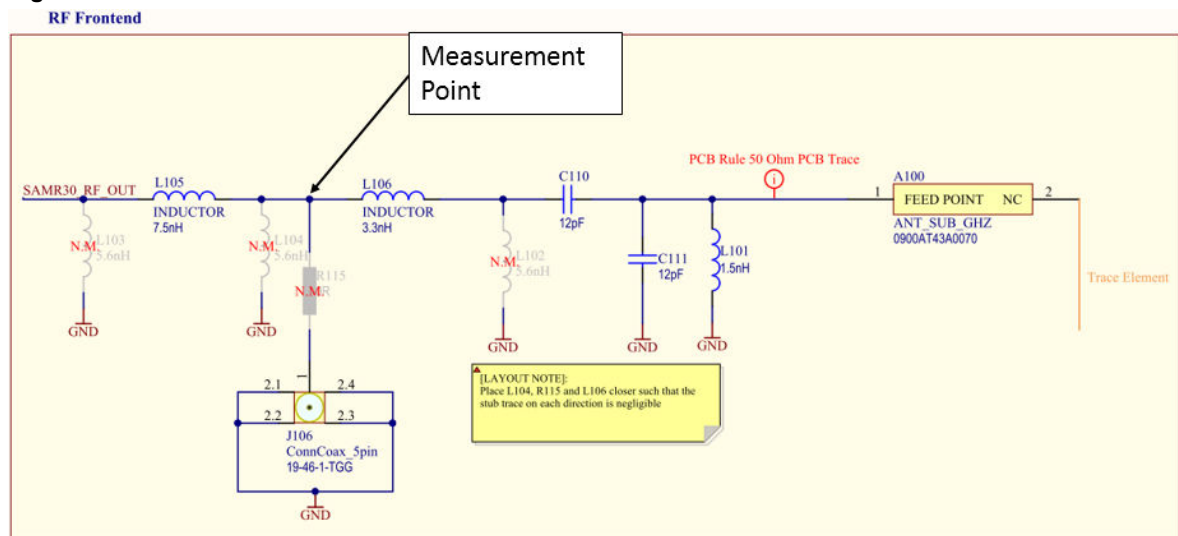 RF Frontend
Measurement
Point
PCB Rule 50 Ohm PCB Trace
SAMR30_RF_OUT
L105
INDUCTOR
7.5nH
L106
INDUCTOR
3.3nH
C110
12pF
i
A100
1
FEED POINT NC
2
ANT_SUB_GHZ
0900AT43A0070
N.M.
L103
5.6nH
GND
N.M.
L104
5.6nH
GND
N.M.
R115
R
N.M.
L102
5.6nH
GND
C111
12pF
GND
L101
1.5nH
GND
Trace Element
[LAYOUT NOTE]:
Place L104, R115 and L106 closer such that the
stub trace on each direction is negligible
1
2.1
2.4
2.2
2.3
J106
ConnCoax_5pin
19-46-1-TGG
GND